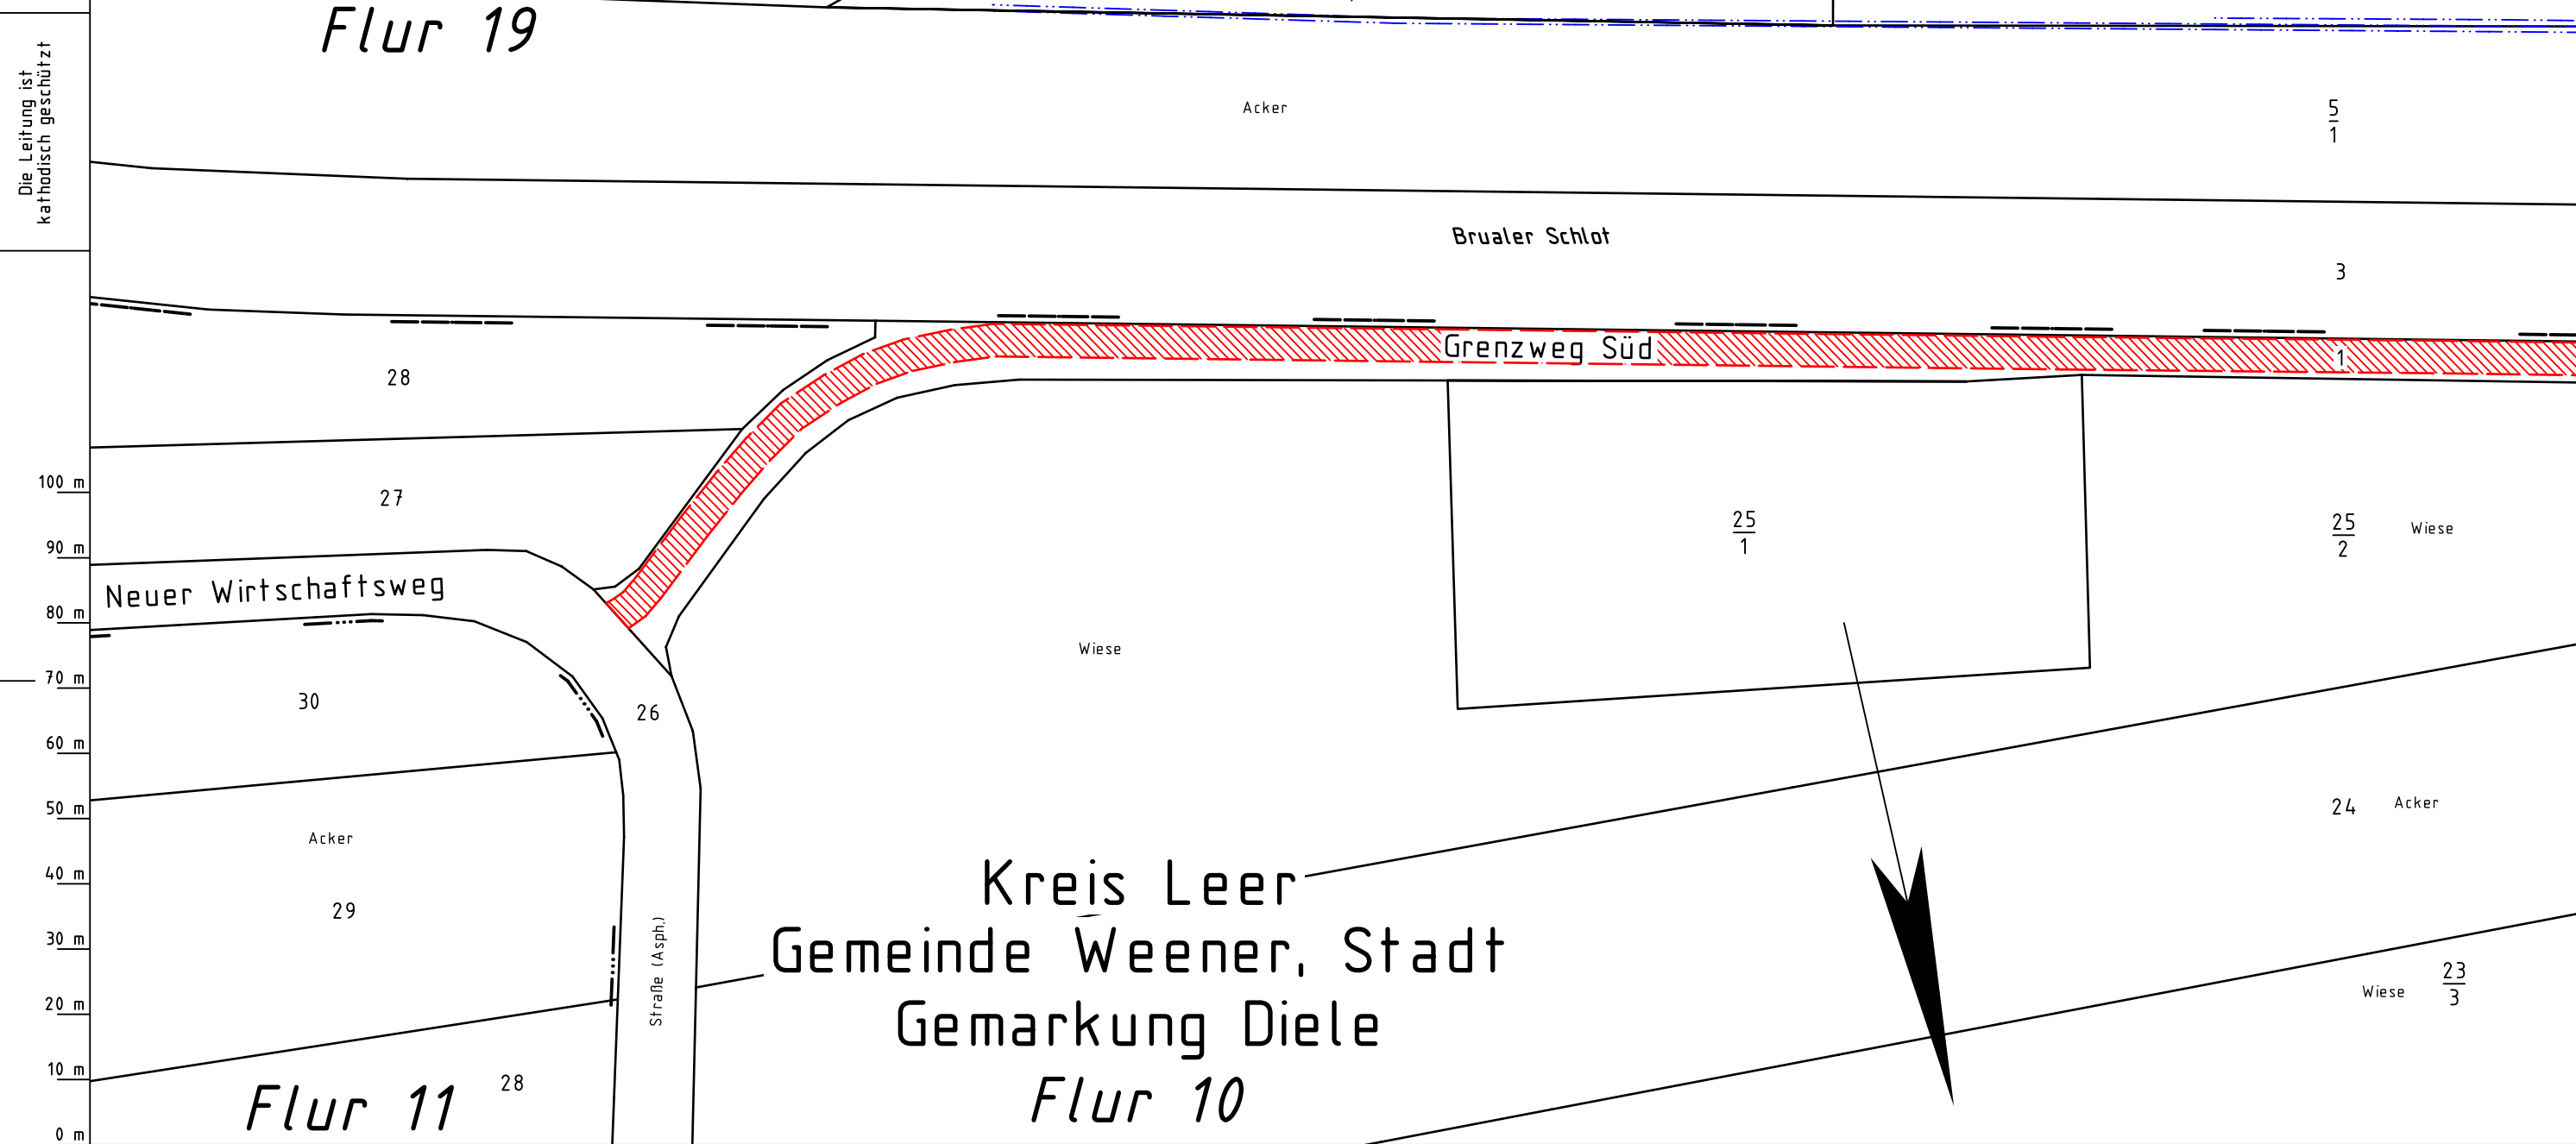 Flur 19
Die Leitung ist
kathodisch geschützt
Acker
5
1
Brualer Schlot
3
Grenzweg Süd
1
28
27
100 m
90 m
80 m
70 m
60 m
50 m
40 m
30 m
20 m
10 m
0 m
Neuer Wirtschaftsweg
25
1
25
2
Wiese
Wiese
30
26
24
Acker
Acker
29
Straße (Asph.)
Kreis Leer
Gemeinde Weener, Stadt
Gemarkung Diele
Flur 10
Wiese
23
3
Flur 11
28